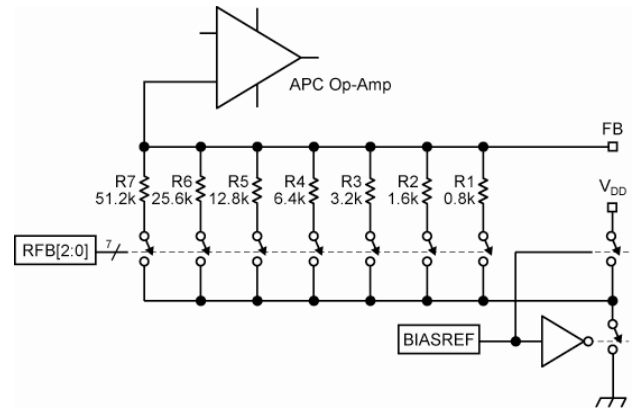 APC Op-Amp
FB
R7 R6 R5 R4 R3 R2 R1
51.2k 25.6k 12.8k 6.4k 3.2k 1.6k 0.8k
VDD
RFB[2:0]
7
BIASREF